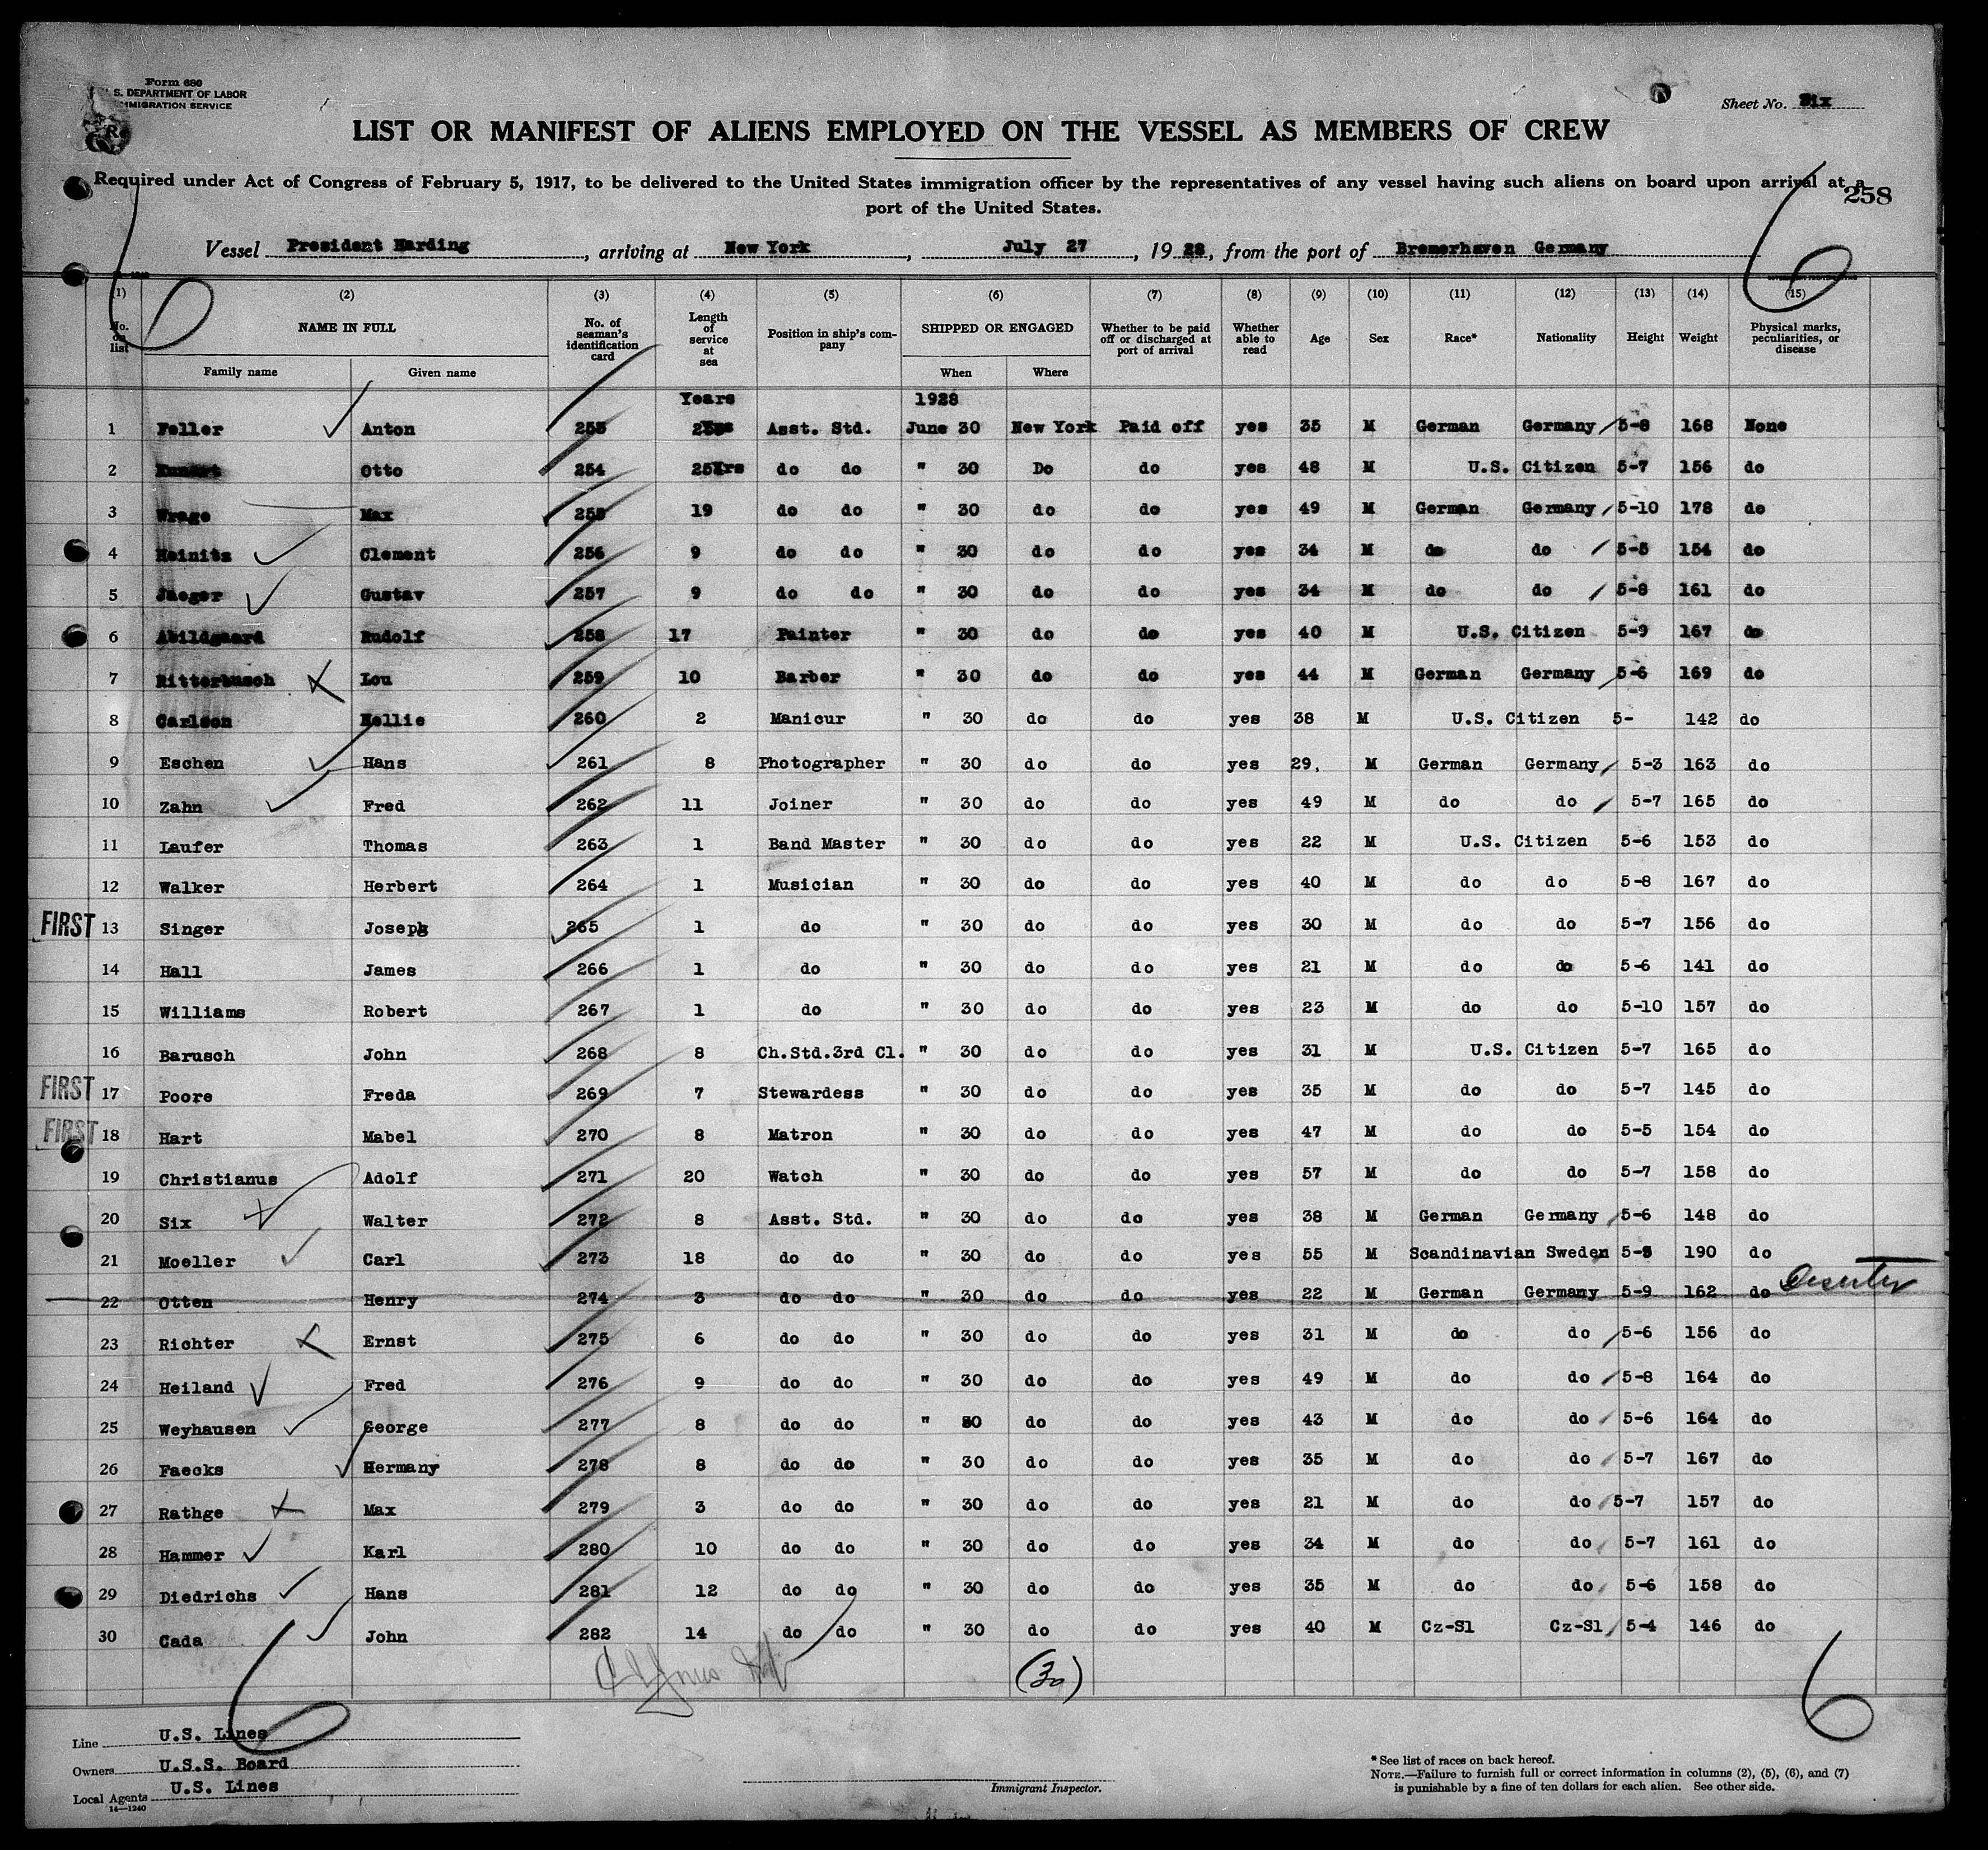 Form 680
U.S. DEPARTMENT OF LABOR
IMMIGRATION SERVICE
Sheet No. Six
LIST OR MANIFEST OF ALIENS EMPLOYED ON THE VESSEL AS MEMBERS OF CREW
Required under Act of Congress of February 5, 1917, to be delivered to the United States immigration officer by the representatives of any vessel having such aliens on board upon arrival at a
port of the United States.
258
Vessel President Harding, arriving at New York, July 27, 1928, from the port of Bremerhaven Germany
6 6
(1) (2) (3) (4) (5) (6) (7) (8) (9) (10) (11) (12) (13) (14) (15)
No. on list NAME IN FULL Family name Given name No. of seaman's identification card Length of service at sea Position in ship's company SHIPPED OR ENGAGED When Where Whether to be paid off or discharged at port of arrival Whether able to read Age Sex Race* Nationality Height Weight Physical marks, peculiarities, or disease
Years 1928
1 Feller Anton 253 Asst. Std. June 30 New York Paid off yes 35 M German Germany 5-8 168 None
2 Otto 254 25Yrs do do " 30 Do do yes 48 M U.S. Citizen 5-7 156 do
3 Wrage Max 255 19 do do " 30 do do yes 49 M German Germany 5-10 178 do
4 Heinitz Clement 256 9 do do " 30 do do yes 34 M do do 5-5 154 do
5 Jaeger Gustav 257 9 do do " 30 do do yes 34 M do do 5-8 161 do
6 Abildgaard Rudolf 258 17 Painter " 30 do do yes 40 M U.S. Citizen 5-9 167 do
7 Ritterbusch Lou 259 10 Barber " 30 do do yes 44 M German Germany 5-6 169 do
8 Carlson Nellie 260 2 Manicur " 30 do do yes 38 M U.S. Citizen 5- 142 do
9 Eschen Hans 261 8 Photographer " 30 do do yes 29, M German Germany 5-3 163 do
10 Zahn Fred 262 11 Joiner " 30 do do yes 49 M do do 5-7 165 do
11 Laufer Thomas 263 1 Band Master " 30 do do yes 22 M U.S. Citizen 5-6 153 do
12 Walker Herbert 264 1 Musician " 30 do do yes 40 M do do 5-8 167 do
FIRST 13 Singer Joseph 265 1 do " 30 do do yes 30 M do do 5-7 156 do
14 Hall James 266 1 do " 30 do do yes 21 M do do 5-6 141 do
15 Williams Robert 267 1 do " 30 do do yes 23 M do do 5-10 157 do
16 Barusch John 268 8 Ch.Std.3rd Cl. " 30 do do yes 31 M U.S. Citizen 5-7 165 do
FIRST 17 Poore Freda 269 7 Stewardess " 30 do do yes 35 M do do 5-7 145 do
FIRST 18 Hart Mabel 270 8 Matron " 30 do do yes 47 M do do 5-5 154 do
19 Christianus Adolf 271 20 Watch " 30 do do yes 57 M do do 5-7 158 do
20 Six Walter 272 8 Asst. Std. " 30 do do yes 38 M German Germany 5-6 148 do
21 Moeller Carl 273 18 do do " 30 do do yes 55 M Scandinavian Sweden 190 do
22 Otten Henry 274 3 do do " 30 do do yes 22 M German Germany 5-9 162 do Deserter
23 Richter Ernst 275 6 do do " 30 do do yes 31 M do do 5-6 156 do
24 Heiland Fred 276 9 do do " 30 do do yes 49 M do do 5-8 164 do
25 Weyhausen George 277 8 do do " 30 do do yes 43 M do do 5-6 164 do
26 Faecks Hermany 278 8 do do " 30 do do yes 35 M do do 5-7 167 do
27 Rathge Max 279 3 do do " 30 do do yes 21 M do do 5-7 157 do
28 Hammer Karl 280 10 do do " 30 do do yes 34 M do do 5-7 161 do
29 Diedrichs Hans 281 12 do do " 30 do do yes 35 M do do 5-6 158 do
30 Cada John 282 14 do do " 30 do do yes 40 M Cz-Sl Cz-Sl 5-4 146 do
(30)
6 6
Line U.S. Lines
Owners U.S.S. Board
Local Agents U.S. Lines
14—1240
Immigrant Inspector.
* See list of races on back hereof.
NOTE.—Failure to furnish full or correct information in columns (2), (5), (6), and (7)
is punishable by a fine of ten dollars for each alien. See other side.